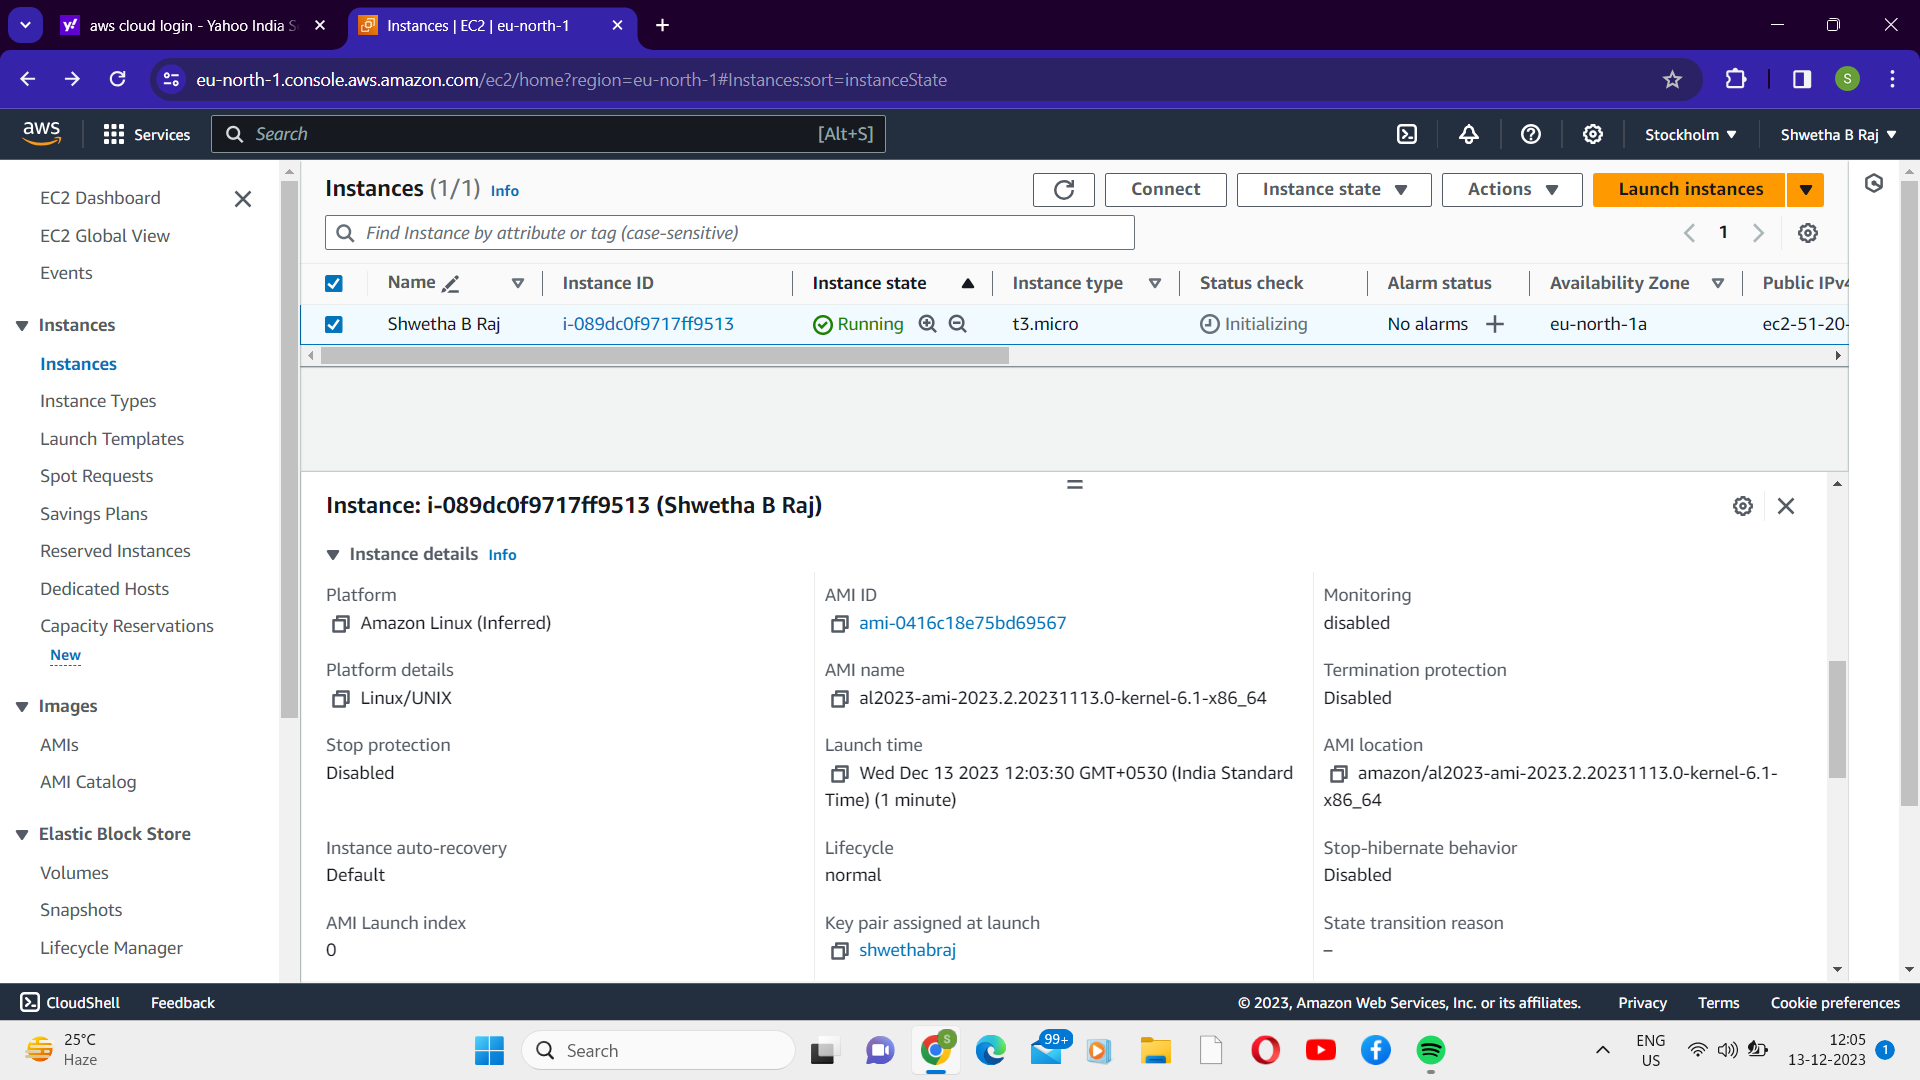 aws cloud login - Yahoo India S
Instances | EC2 | eu-north-1
eu-north-1.console.aws.amazon.com/ec2/home?region=eu-north-1#Instances:sort=instanceState
S
aws
Services
Search
[Alt+S]
Stockholm
Shwetha B Raj
EC2 Dashboard
EC2 Global View
Events
Instances
Instances
Instance Types
Launch Templates
Spot Requests
Savings Plans
Reserved Instances
Dedicated Hosts
Capacity Reservations
New
Images
AMIs
AMI Catalog
Elastic Block Store
Volumes
Snapshots
Lifecycle Manager
Instances (1/1) Info
Connect
Instance state
Actions
Launch instances
Find Instance by attribute or tag (case-sensitive)
1
Name Instance ID Instance state Instance type Status check Alarm status Availability Zone Public IPv4
Shwetha B Raj i-089dc0f9717ff9513 Running t3.micro Initializing No alarms + eu-north-1a ec2-51-20-
Instance: i-089dc0f9717ff9513 (Shwetha B Raj)
Instance details Info
Platform
Amazon Linux (Inferred)
Platform details
Linux/UNIX
Stop protection
Disabled
Instance auto-recovery
Default
AMI Launch index
0
AMI ID
ami-0416c18e75bd69567
AMI name
al2023-ami-2023.2.20231113.0-kernel-6.1-x86_64
Launch time
Wed Dec 13 2023 12:03:30 GMT+0530 (India Standard
Time) (1 minute)
Lifecycle
normal
Key pair assigned at launch
shwethabraj
Monitoring
disabled
Termination protection
Disabled
AMI location
amazon/al2023-ami-2023.2.20231113.0-kernel-6.1-
x86_64
Stop-hibernate behavior
Disabled
State transition reason
–
CloudShell
Feedback
© 2023, Amazon Web Services, Inc. or its affiliates.
Privacy
Terms
Cookie preferences
25°C
Haze
Search
S
99+
ENG
US
12:05
13-12-2023
1